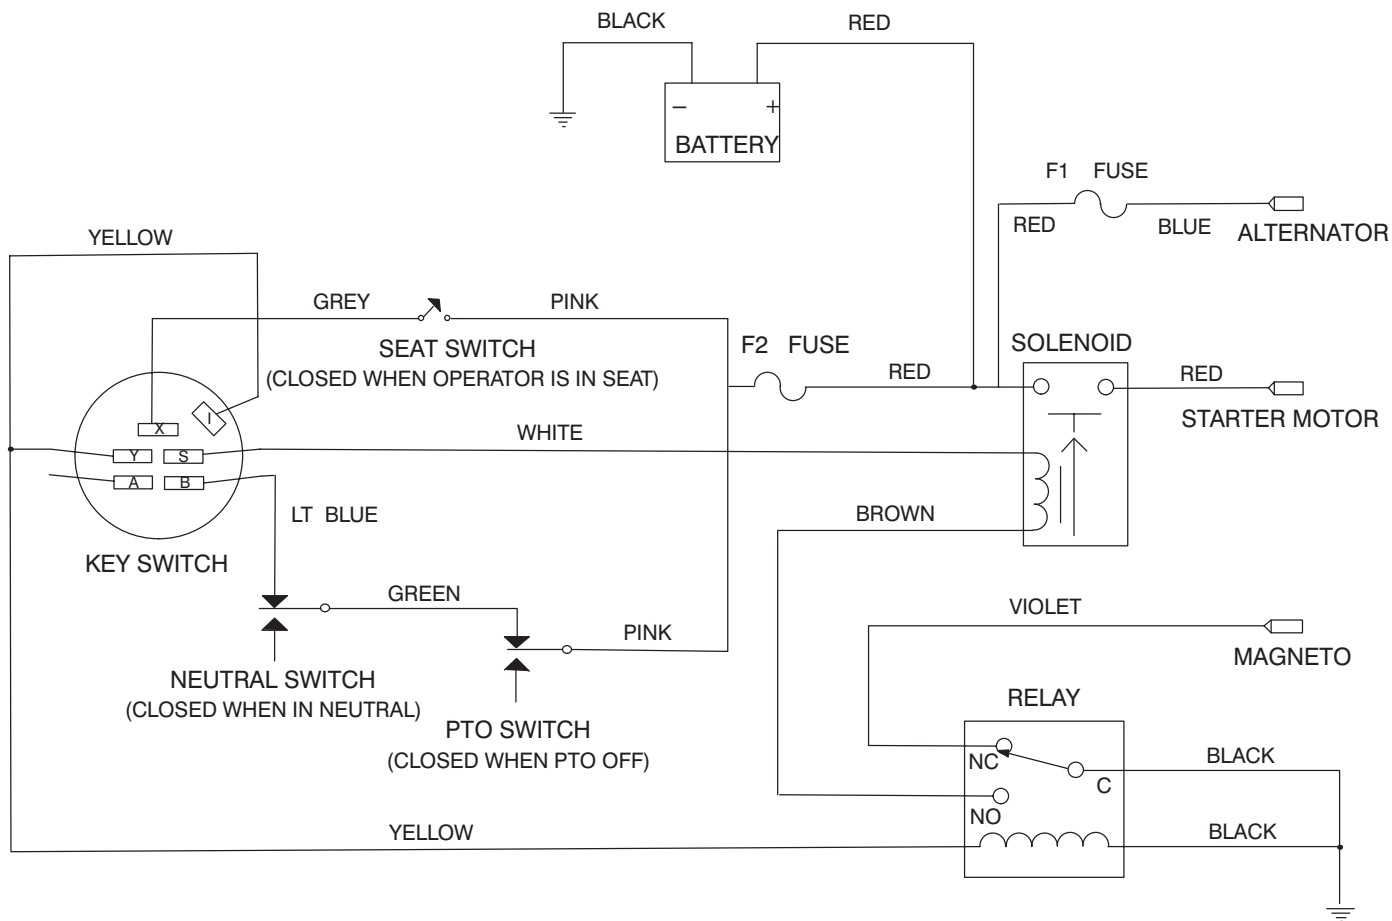 BLACK
RED
− +
BATTERY
F1 FUSE
RED
BLUE
ALTERNATOR
YELLOW
GREY
PINK
SEAT SWITCH
(CLOSED WHEN OPERATOR IS IN SEAT)
F2 FUSE
RED
SOLENOID
RED
STARTER MOTOR
I
X
Y
S
A
B
WHITE
LT BLUE
KEY SWITCH
BROWN
GREEN
PINK
NEUTRAL SWITCH
(CLOSED WHEN IN NEUTRAL)
PTO SWITCH
(CLOSED WHEN PTO OFF)
VIOLET
MAGNETO
RELAY
NC
C
BLACK
NO
YELLOW
BLACK